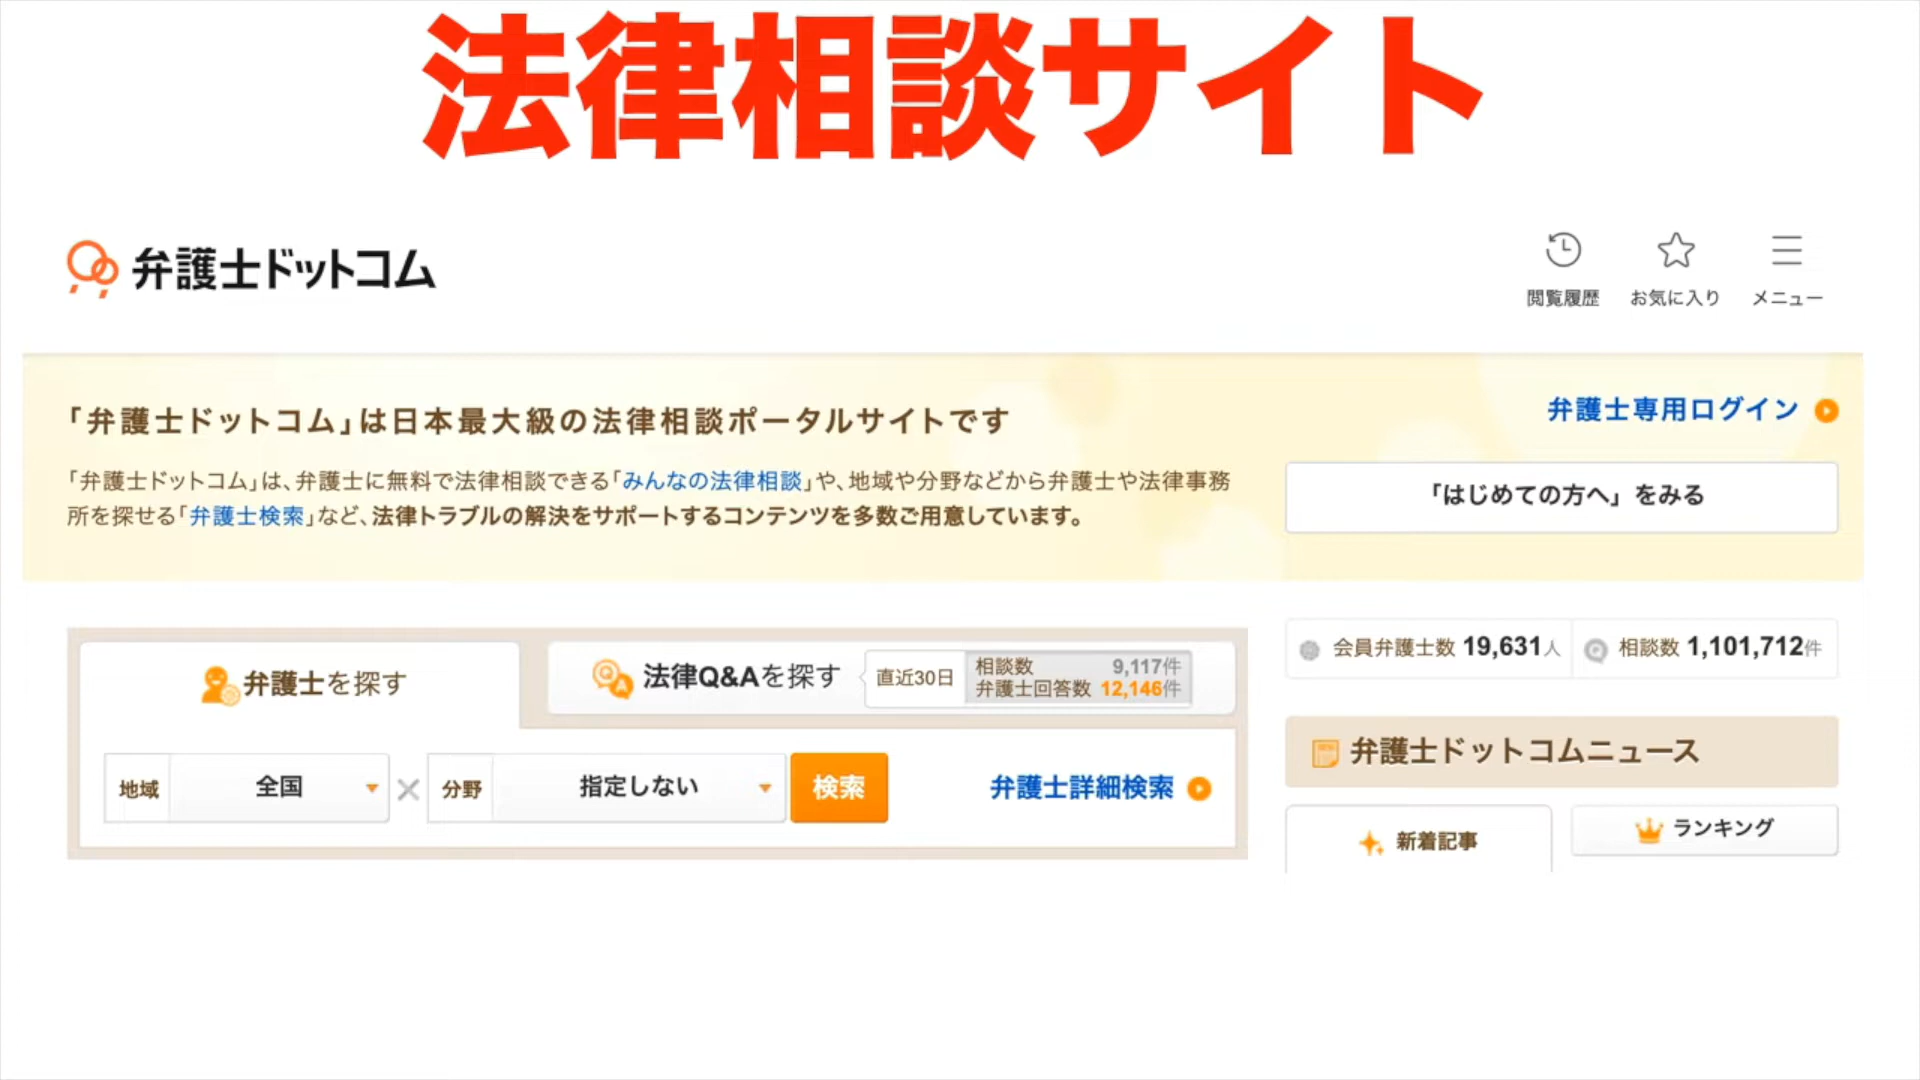 法律相談サイト
弁護士ドットコム
閲覧履歴
お気に入り
メニュー
「弁護士ドットコム」は日本最大級の法律相談ポータルサイトです
弁護士専用ログイン
「弁護士ドットコム」は、弁護士に無料で法律相談できる「みんなの法律相談」や、地域や分野などから弁護士や法律事務
所を探せる「弁護士検索」など、法律トラブルの解決をサポートするコンテンツを多数ご用意しています。
「はじめての方へ」をみる
弁護士を探す
法律Q&Aを探す
直近30日
相談数 9,117件
弁護士回答数 12,146件
会員弁護士数 19,631人
相談数 1,101,712件
地域
全国
分野
指定しない
検索
弁護士詳細検索
弁護士ドットコムニュース
新着記事
ランキング